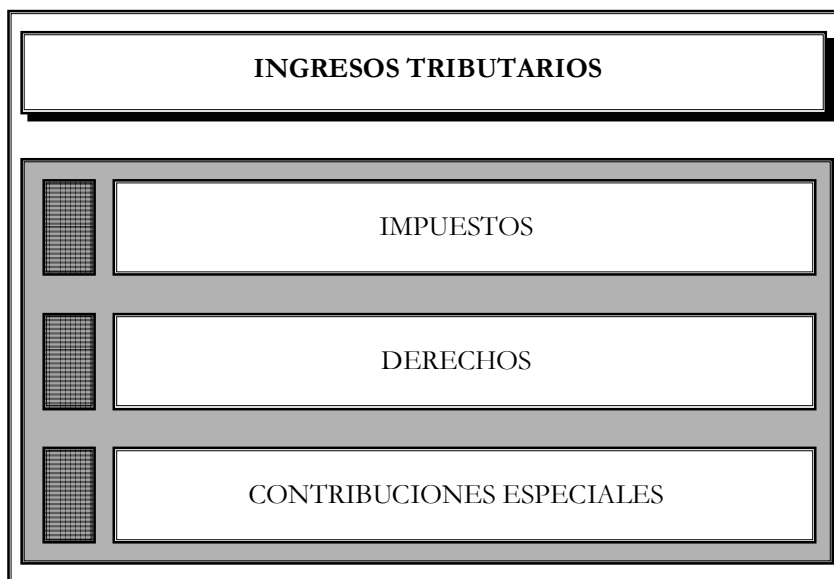 INGRESOS TRIBUTARIOS
IMPUESTOS
DERECHOS
CONTRIBUCIONES ESPECIALES